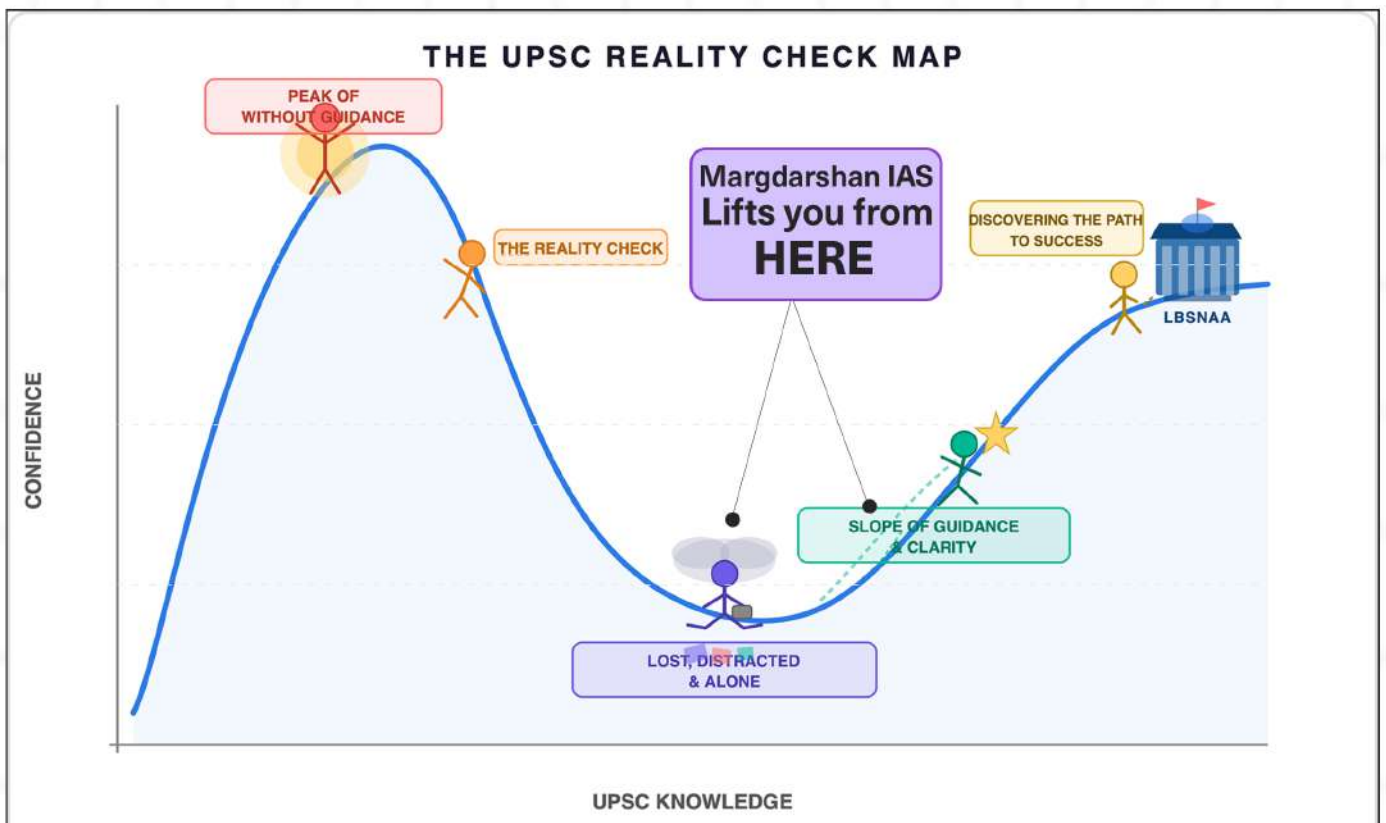 THE UPSC REALITY CHECK MAP
PEAK OF
WITHOUT GUIDANCE
Margdarshan IAS
Lifts you from
HERE
DISCOVERING THE PATH
TO SUCCESS
THE REALITY CHECK
LBSNAA
CONFIDENCE
SLOPE OF GUIDANCE
& CLARITY
LOST, DISTRACTED
& ALONE
UPSC KNOWLEDGE